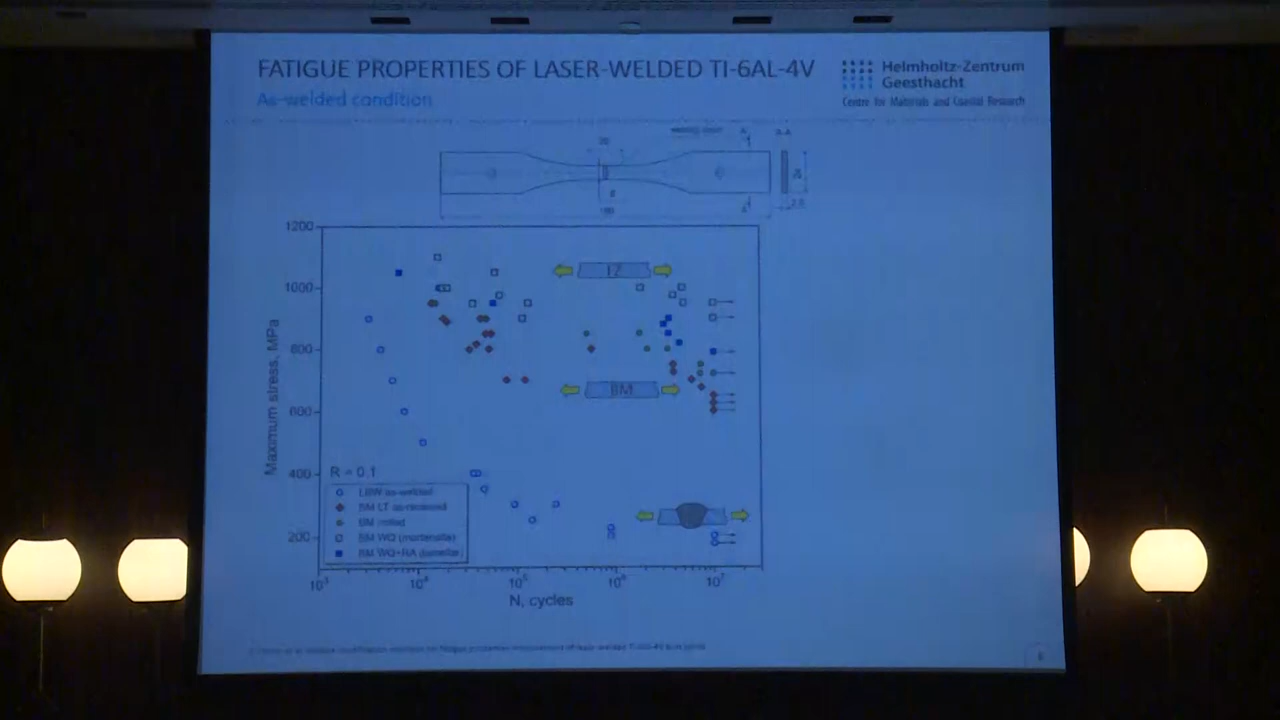 FATIGUE PROPERTIES OF LASER-WELDED TI-6AL-4V
As-welded condition
Helmholtz-Zentrum
Geesthacht
Centre for Materials and Coastal Research
A A-A
A
1200
1000
800
600
400
200
Maximum stress, MPa
FZ
BM
R = 0.1
LBW as-welded
BM LT as-received
BM rolled
BM WQ (martensite)
BM WQ+RA (lamellar)
10³ 10⁴ 10⁵ 10⁶ 10⁷
N, cycles